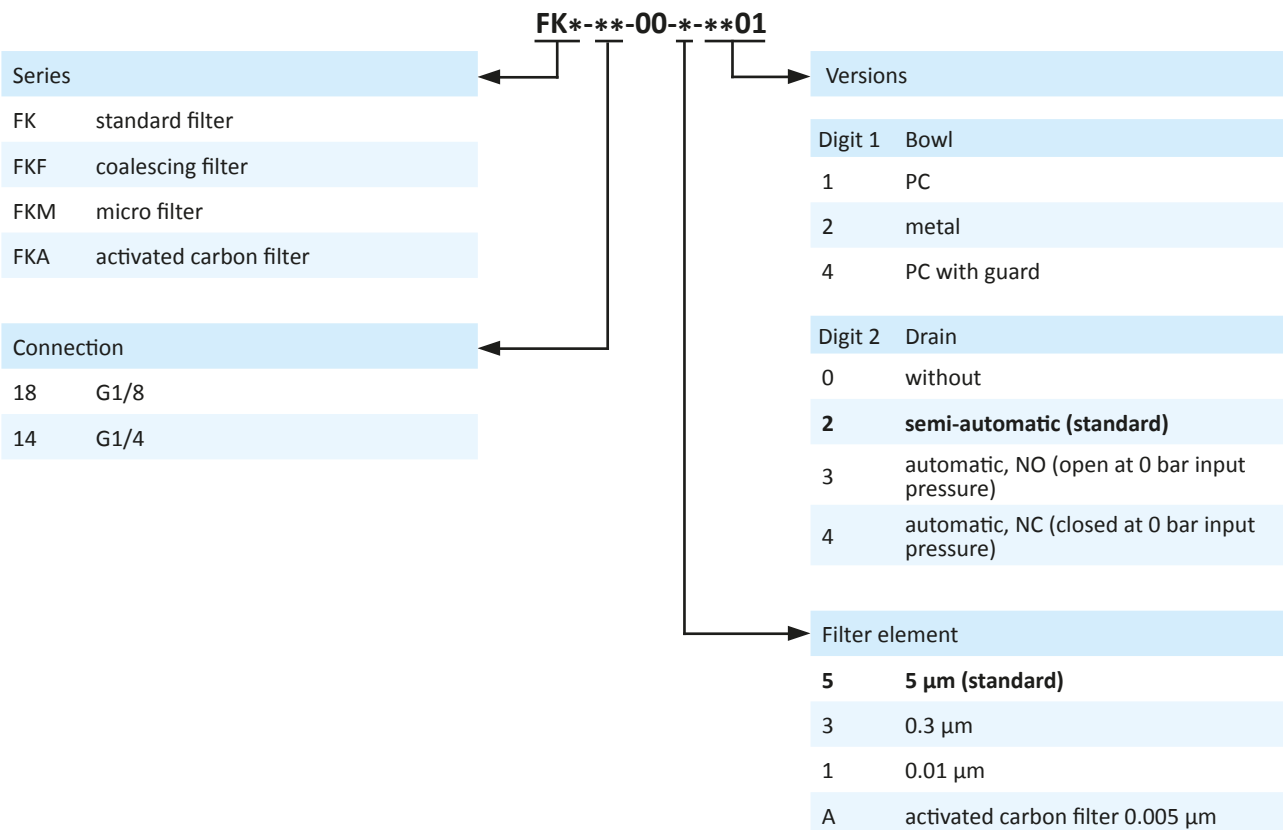 FK*-**-00-*-**01
Series
FK standard filter
FKF coalescing filter
FKM micro filter
FKA activated carbon filter
Connection
18 G1/8
14 G1/4
Versions
Digit 1 Bowl
1 PC
2 metal
4 PC with guard
Digit 2 Drain
0 without
2 semi-automatic (standard)
3 automatic, NO (open at 0 bar input
pressure)
4 automatic, NC (closed at 0 bar input
pressure)
Filter element
5 5 µm (standard)
3 0.3 µm
1 0.01 µm
A activated carbon filter 0.005 µm